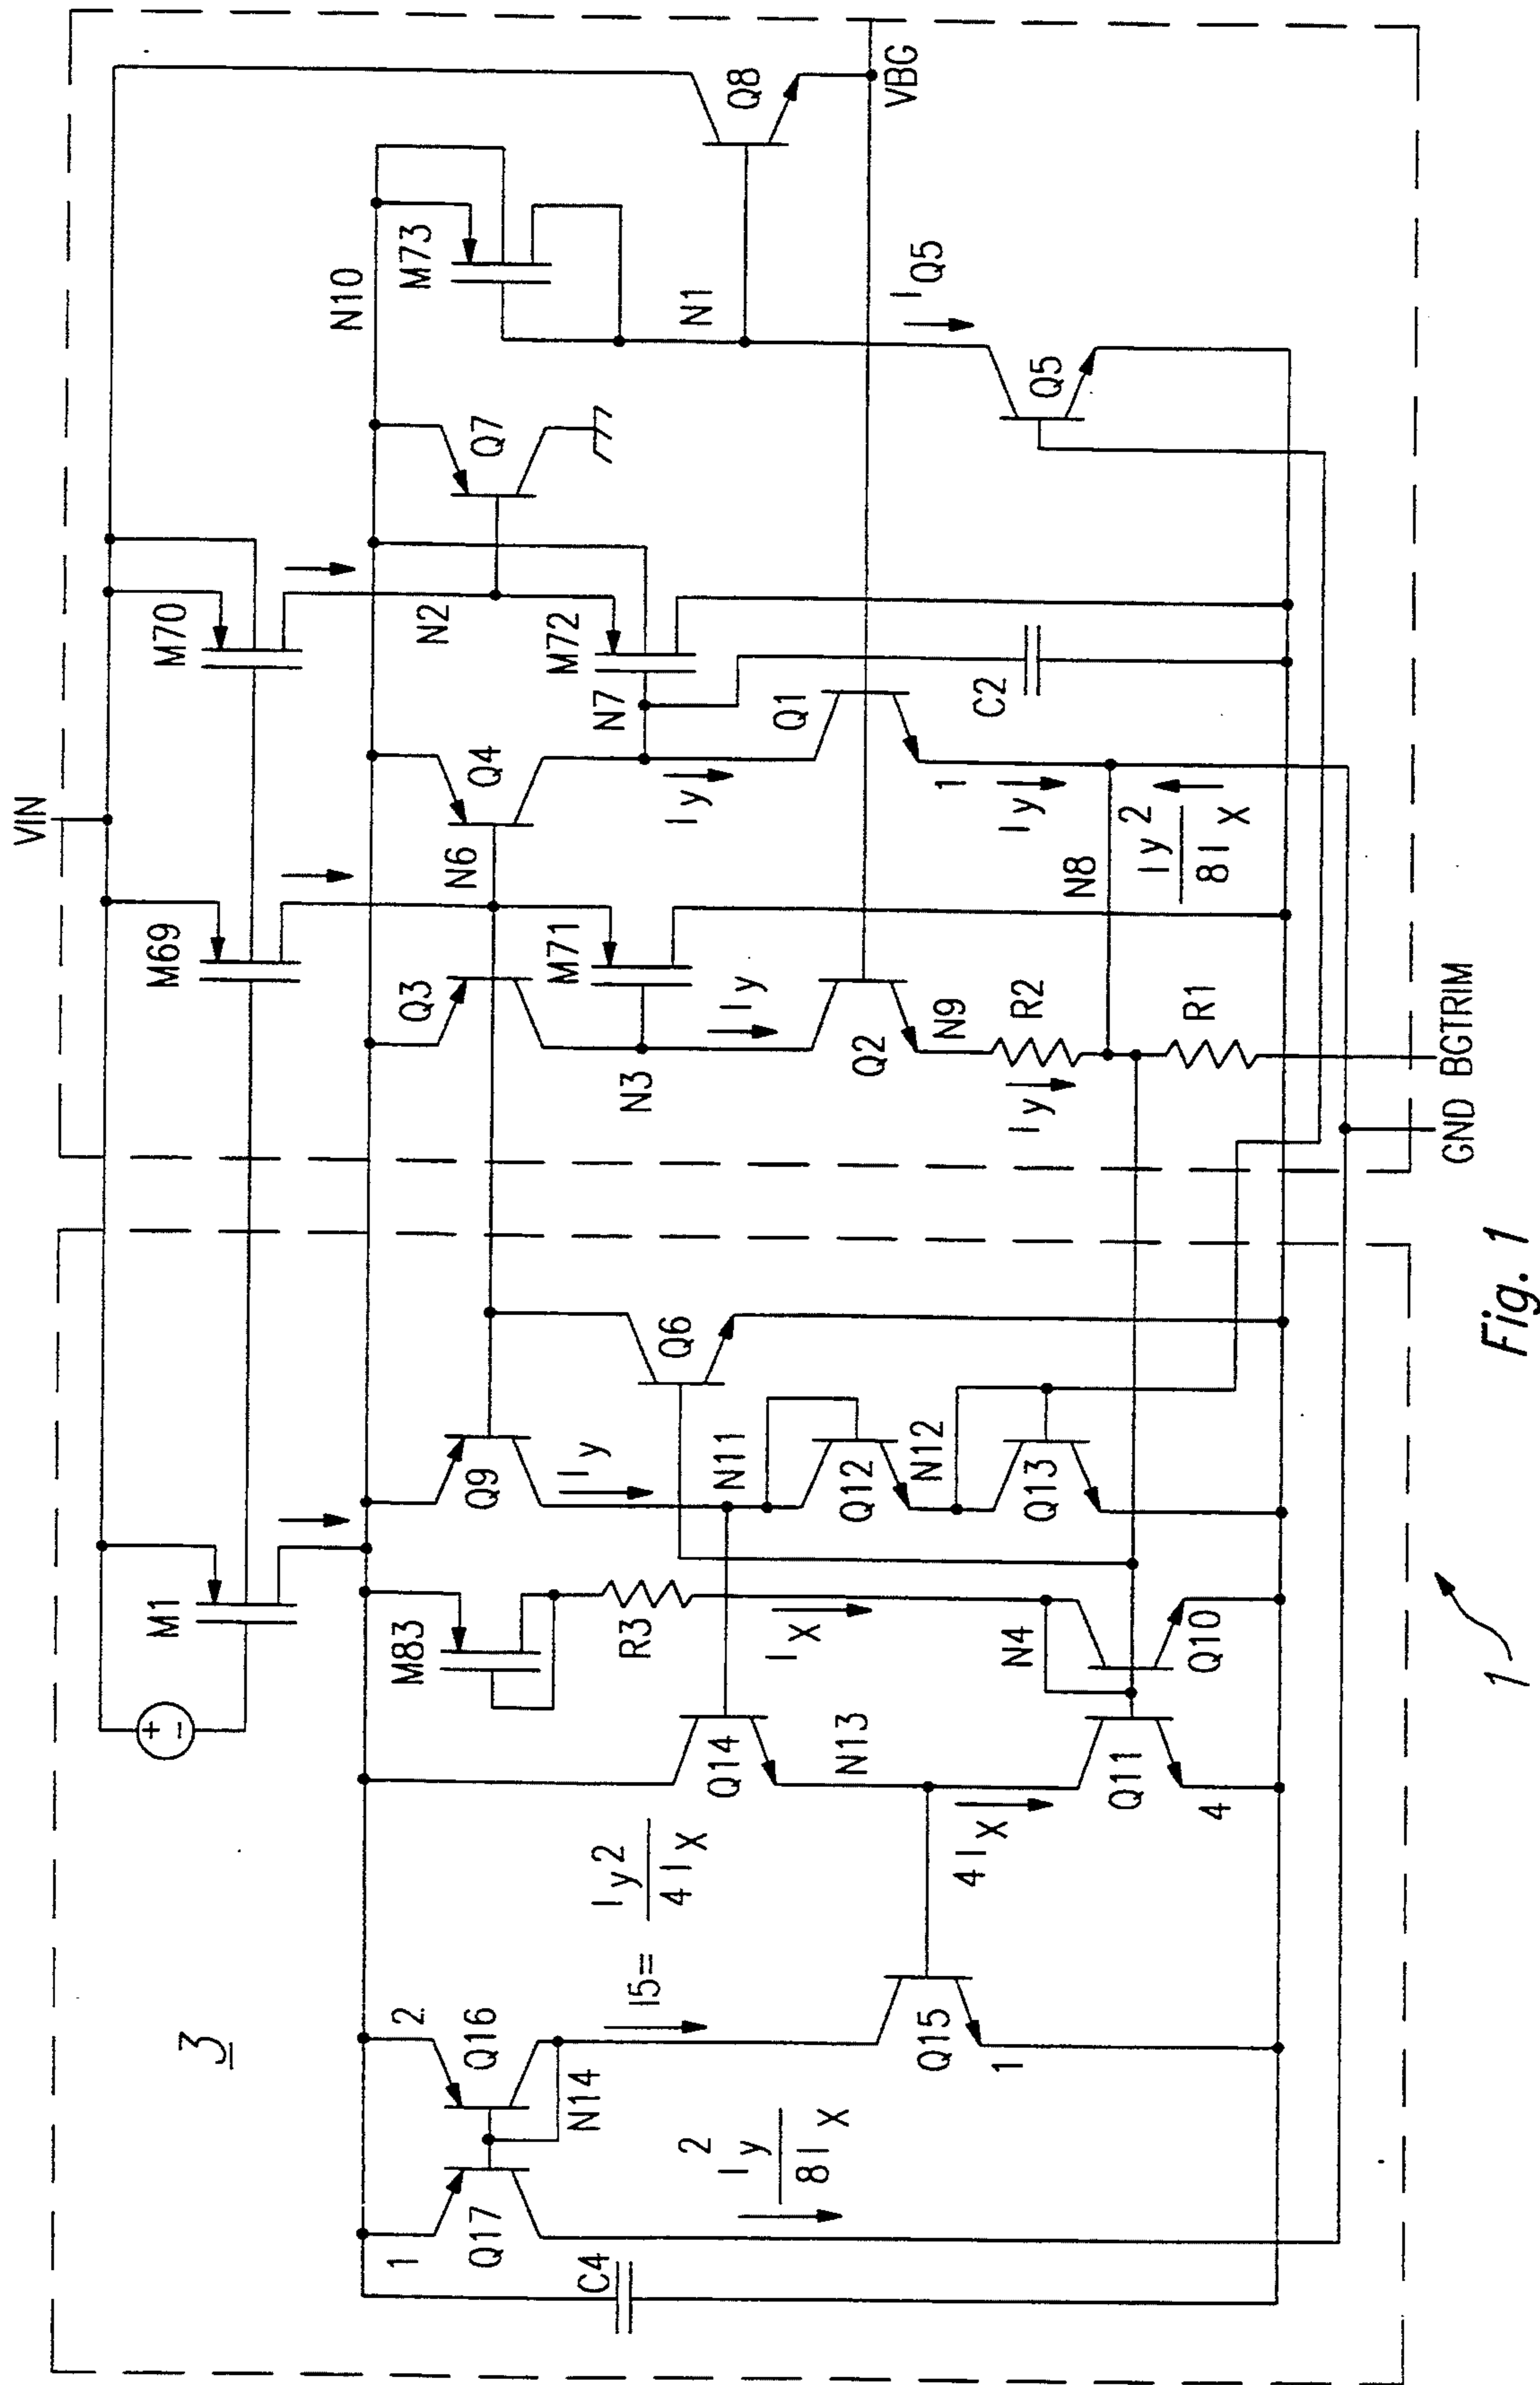 VIN
M1
M69
M70
N10
3
1
Q17
2
Q16
N14
C4
I5=
Iy2
4IX
Iy2
8IX
Q14
N13
M83
R3
IX
Q9
Iy
N11
Q6
Q12
N12
Q13
N4
Q10
Q11
4
4IX
Q15
1
Q3
N6
Q4
M71
N3
Iy
Q2
N9
R2
Iy
R1
N2
Q7
M72
N7
Iy
Q1
1
Iy
N8
Iy2
8IX
C2
M73
N1
Q8
VBG
IQ5
Q5
GND
BGTRIM
1
Fig. 1